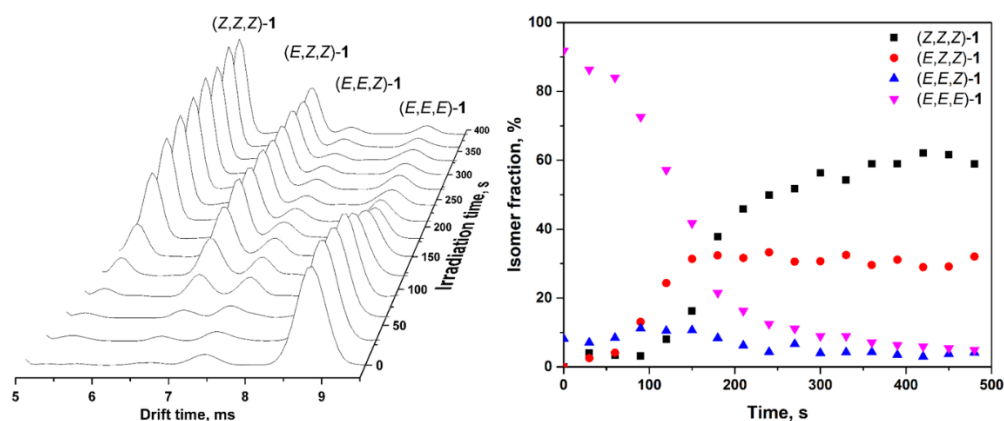 (Z,Z,Z)-1
(E,Z,Z)-1
(E,E,Z)-1
(E,E,E)-1
400
350
300
250
200
150
100
50
0
Irradiation time, s
5 6 7 8 9
Drift time, ms
100
80
60
40
20
0
Isomer fraction, %
(Z,Z,Z)-1
(E,Z,Z)-1
(E,E,Z)-1
(E,E,E)-1
0 100 200 300 400 500
Time, s